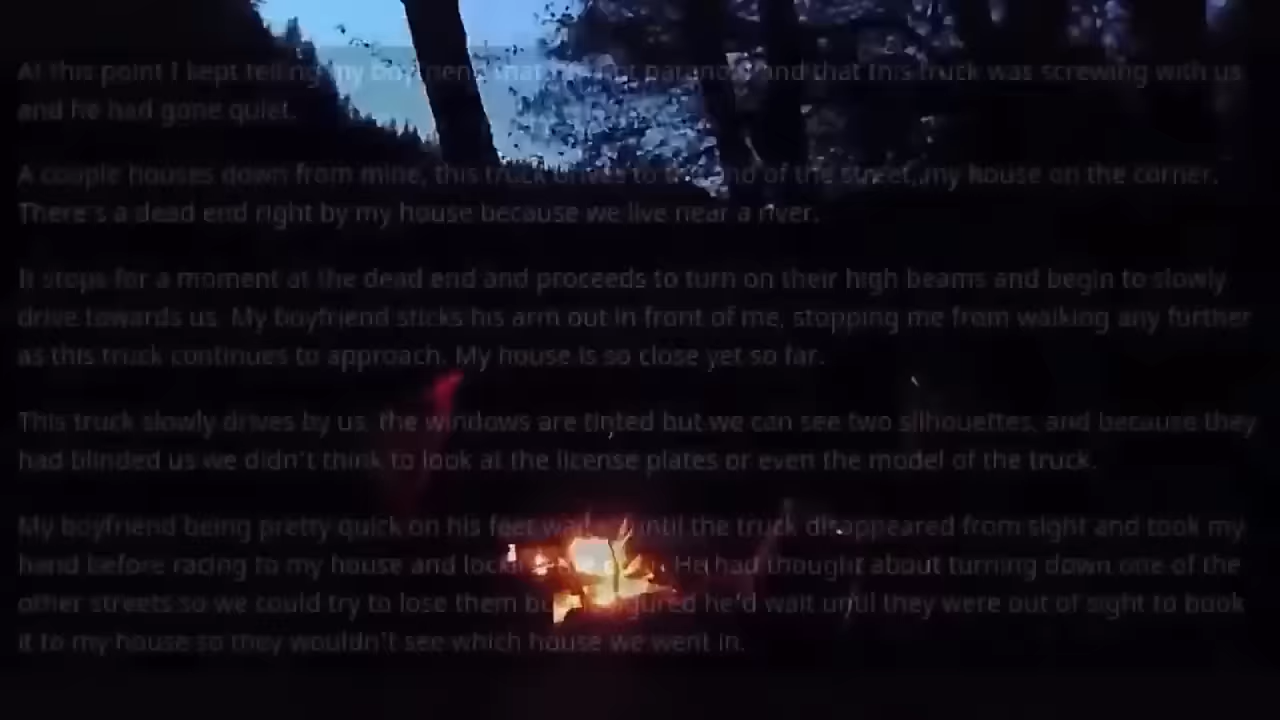 At this point I kept telling my boyfriend that I'm not paranoid and that this truck was screwing with us
and he had gone quiet.
A couple houses down from mine, this truck drives to the end of the street, my house on the corner.
There's a dead end right by my house because we live near a river.
It stops for a moment at the dead end and proceeds to turn on their high beams and begin to slowly
drive towards us. My boyfriend sticks his arm out in front of me, stopping me from walking any further
as this truck continues to approach. My house is so close yet so far.
This truck slowly drives by us, the windows are tinted but we can see two silhouettes, and because they
had blinded us we didn't think to look at the license plates or even the model of the truck.
My boyfriend being pretty quick on his feet waited until the truck disappeared from sight and took my
hand before racing to my house and locking He had thought about turning down one of the
other streets so we could try to lose them but figured he'd wait until they were out of sight to book
it to my house so they wouldn't see which house we went in.